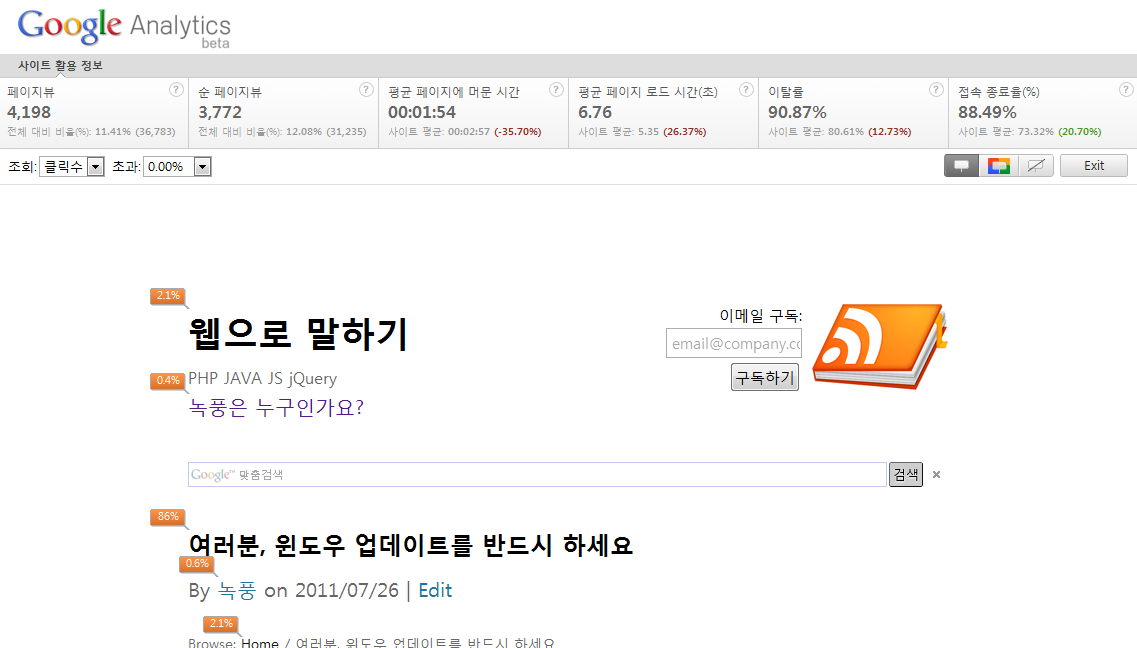 Google Analytics
beta
사이트 활용 정보
페이지뷰 ?
4,198
전체 대비 비율(%): 11.41% (36,783)
순 페이지뷰 ?
3,772
전체 대비 비율(%): 12.08% (31,235)
평균 페이지에 머문 시간 ?
00:01:54
사이트 평균: 00:02:57 (-35.70%)
평균 페이지 로드 시간(초) ?
6.76
사이트 평균: 5.35 (26.37%)
이탈률 ?
90.87%
사이트 평균: 80.61% (12.73%)
접속 종료율(%) ?
88.49%
사이트 평균: 73.32% (20.70%)
조회: 클릭수 초과: 0.00% Exit
2.1%
웹으로 말하기
이메일 구독:
email@company.co
구독하기
0.4%
PHP JAVA JS jQuery
녹풍은 누구인가요?
Google™ 맞춤검색 검색 ×
86%
여러분, 윈도우 업데이트를 반드시 하세요
0.6%
By 녹풍 on 2011/07/26 | Edit
2.1%
Browse: Home / 여러분, 윈도우 업데이트를 반드시 하세요